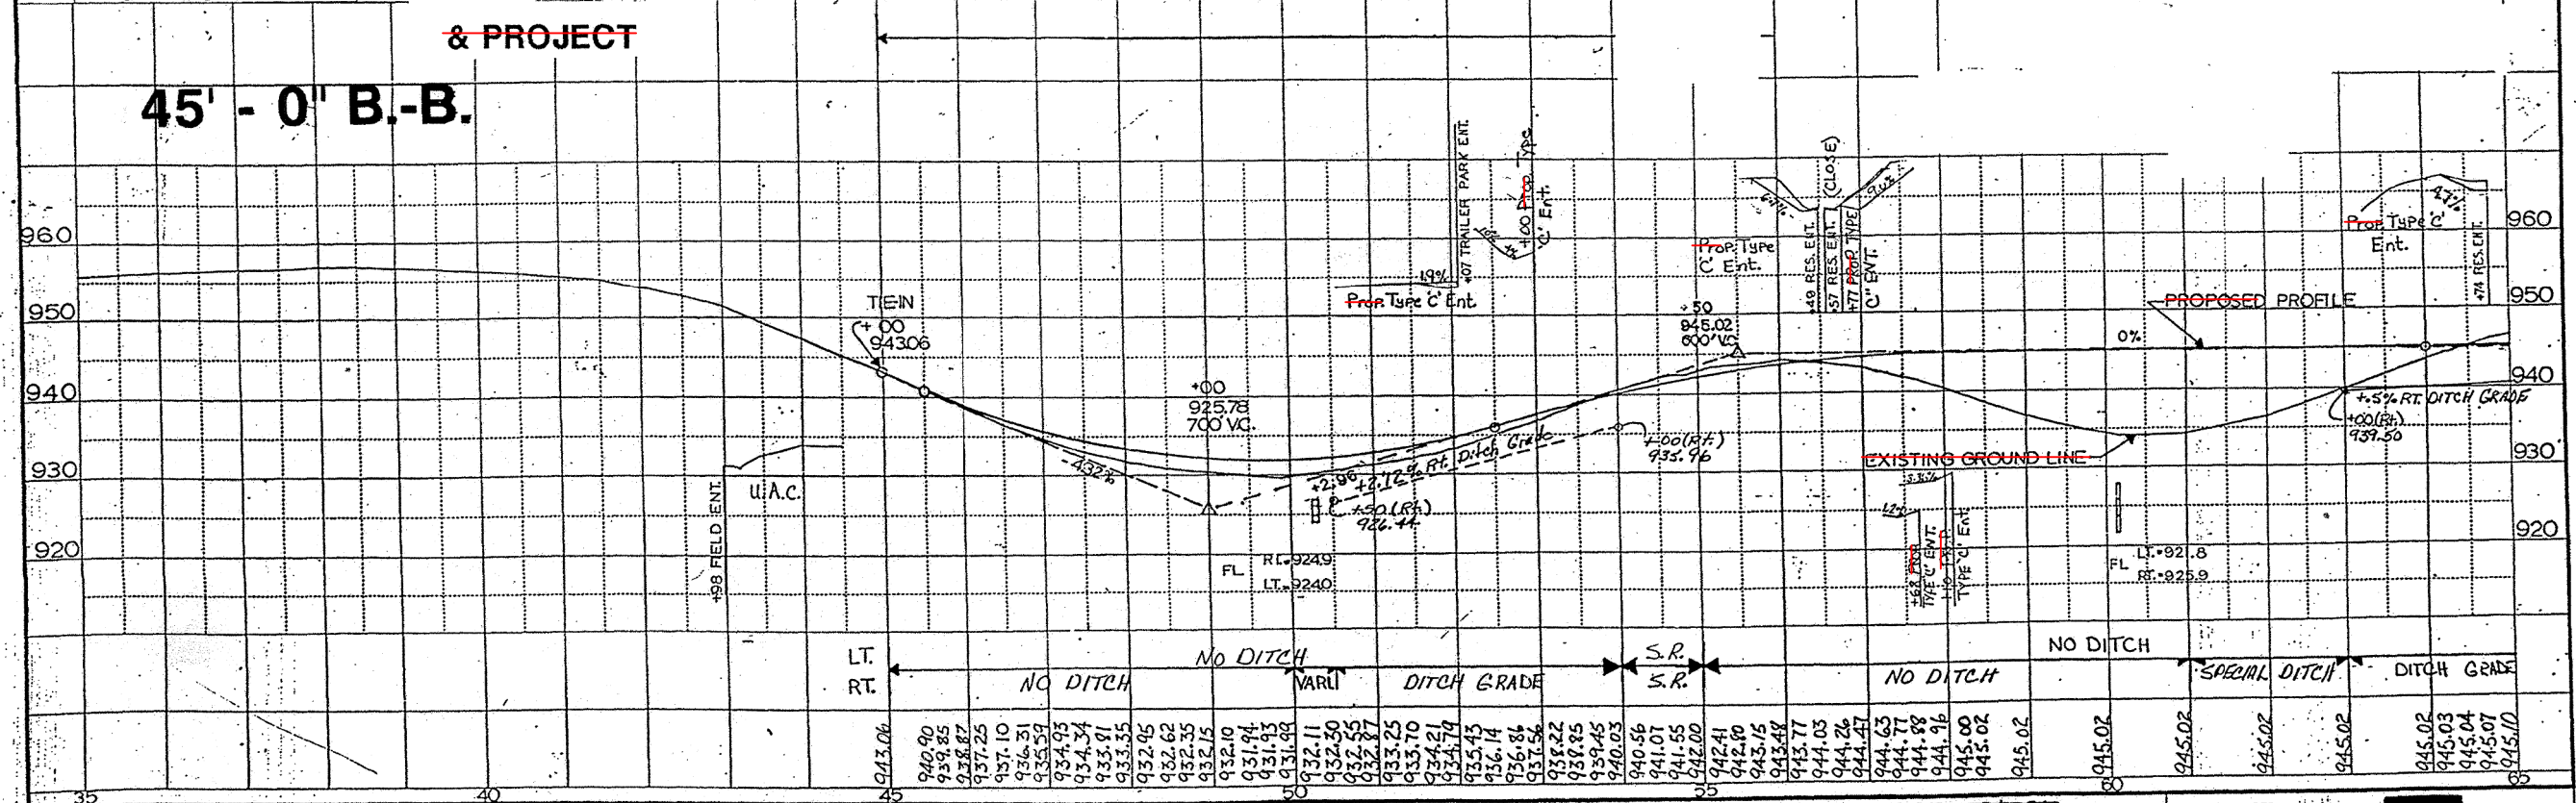 & PROJECT
45' - 0" B.-B.
960
950
940
930
920
TIE-IN
+00
943.06
+00
925.78
700' V.C.
-4.32%
U.A.C.
+98 FIELD ENT.
1.9%
Prop. Type 'C' Ent
+07 TRAILER PARK ENT.
+00 Prop. Type
'C' Ent.
+2.96
+2.12% Rt. Ditch Grade
+50 (Rt.)
926.44
+00 (Rt.)
935.96
FL
RT.=924.9
LT.=924.0
Prop. Type
'C' Ent.
+50
945.02
600' V.C.
+49 RES. ENT.
+57 RES. ENT. (CLOSE)
+77 PROP TYPE
'C' ENT.
PROPOSED PROFILE
0%
EXISTING GROUND LINE
TYPE 'C' ENT.
TYPE 'C' Ent
FL
LT.=921.8
RT.=925.9
Prop. Type 'C'
Ent.
+74 RES. ENT.
+.5% RT. DITCH GRADE
+00 (Rt.)
939.50
960
950
940
930
920
LT.
NO DITCH
S.R.
NO DITCH
RT.
NO DITCH
VARI
DITCH GRADE
S.R.
NO DITCH
SPECIAL DITCH
DITCH GRADE
943.06
940.90
939.85
938.87
937.25
937.10
936.31
935.59
934.93
934.34
933.81
933.35
932.95
932.62
932.35
932.15
932.10
931.94
931.93
931.99
932.11
932.30
932.55
932.87
933.25
933.70
934.21
934.79
935.43
936.14
936.86
937.56
938.22
938.85
939.45
940.03
940.56
941.07
941.55
942.00
942.41
942.80
943.15
943.48
943.77
944.03
944.26
944.47
944.63
944.77
944.88
944.96
945.00
945.02
945.02
945.02
945.02
945.02
945.02
945.02
945.03
945.04
945.07
945.10
35
40
45
50
55
60
65